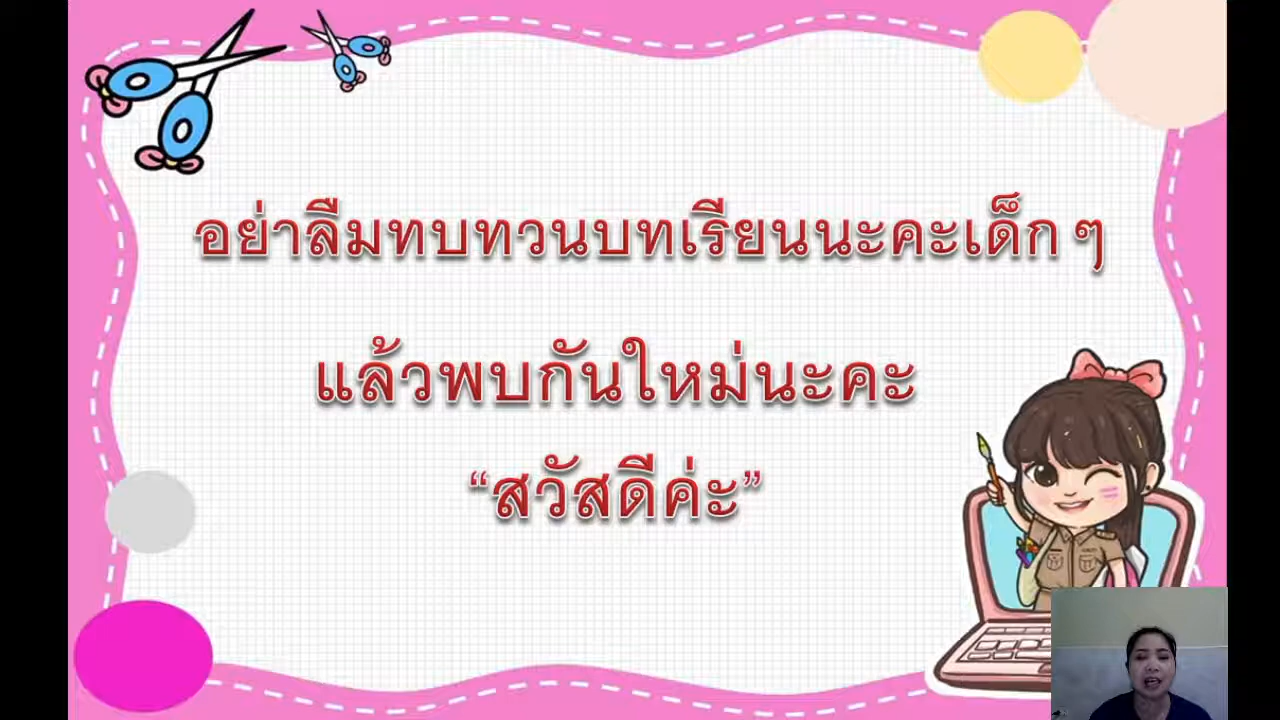 อย่าลืมทบทวนบทเรียนนะคะเด็ก ๆ
แล้วพบกันใหม่นะคะ
“สวัสดีค่ะ”